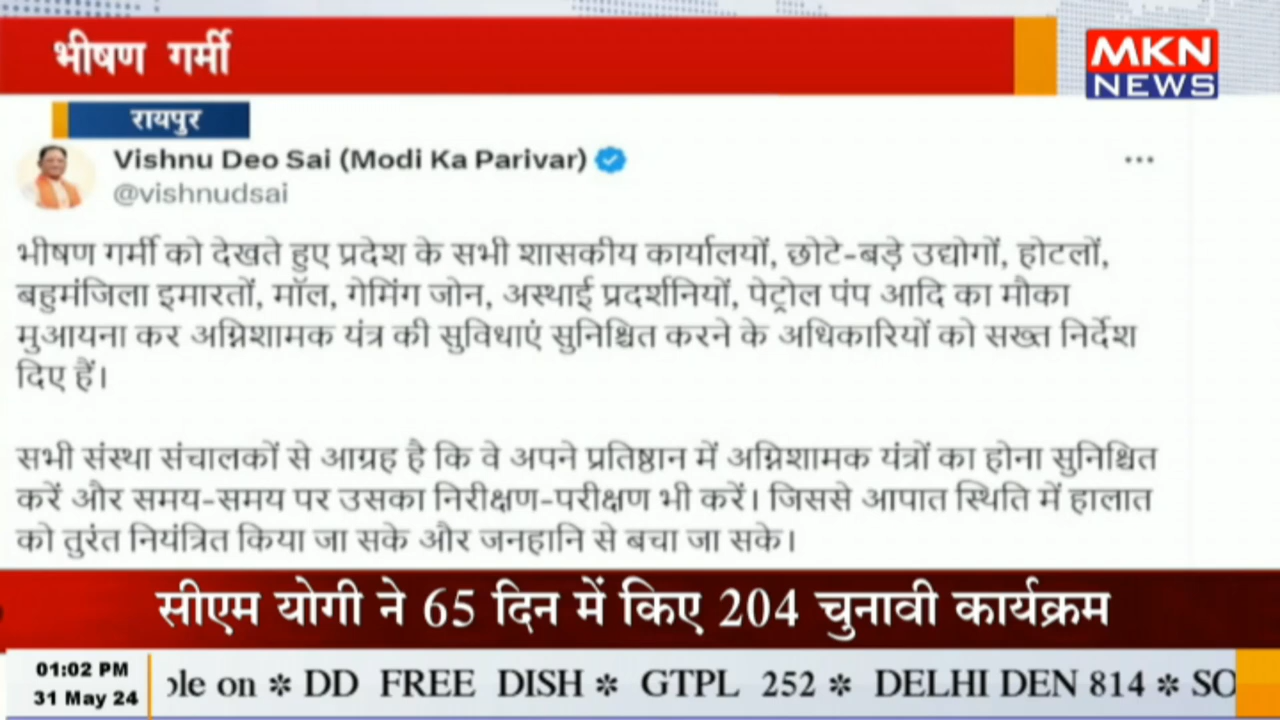 भीषण गर्मी
MKN
NEWS
रायपुर
Vishnu Deo Sai (Modi Ka Parivar)
@vishnudsai
भीषण गर्मी को देखते हुए प्रदेश के सभी शासकीय कार्यालयों, छोटे-बड़े उद्योगों, होटलों,
बहुमंजिला इमारतों, मॉल, गेमिंग जोन, अस्थाई प्रदर्शनियों, पेट्रोल पंप आदि का मौका
मुआयना कर अग्निशामक यंत्र की सुविधाएं सुनिश्चित करने के अधिकारियों को सख्त निर्देश
दिए हैं।
सभी संस्था संचालकों से आग्रह है कि वे अपने प्रतिष्ठान में अग्निशामक यंत्रों का होना सुनिश्चित
करें और समय-समय पर उसका निरीक्षण-परीक्षण भी करें। जिससे आपात स्थिति में हालात
को तुरंत नियंत्रित किया जा सके और जनहानि से बचा जा सके।
सीएम योगी ने 65 दिन में किए 204 चुनावी कार्यक्रम
01:02 PM
31 May 24
ble on * DD FREE DISH * GTPL 252 * DELHI DEN 814 * SO